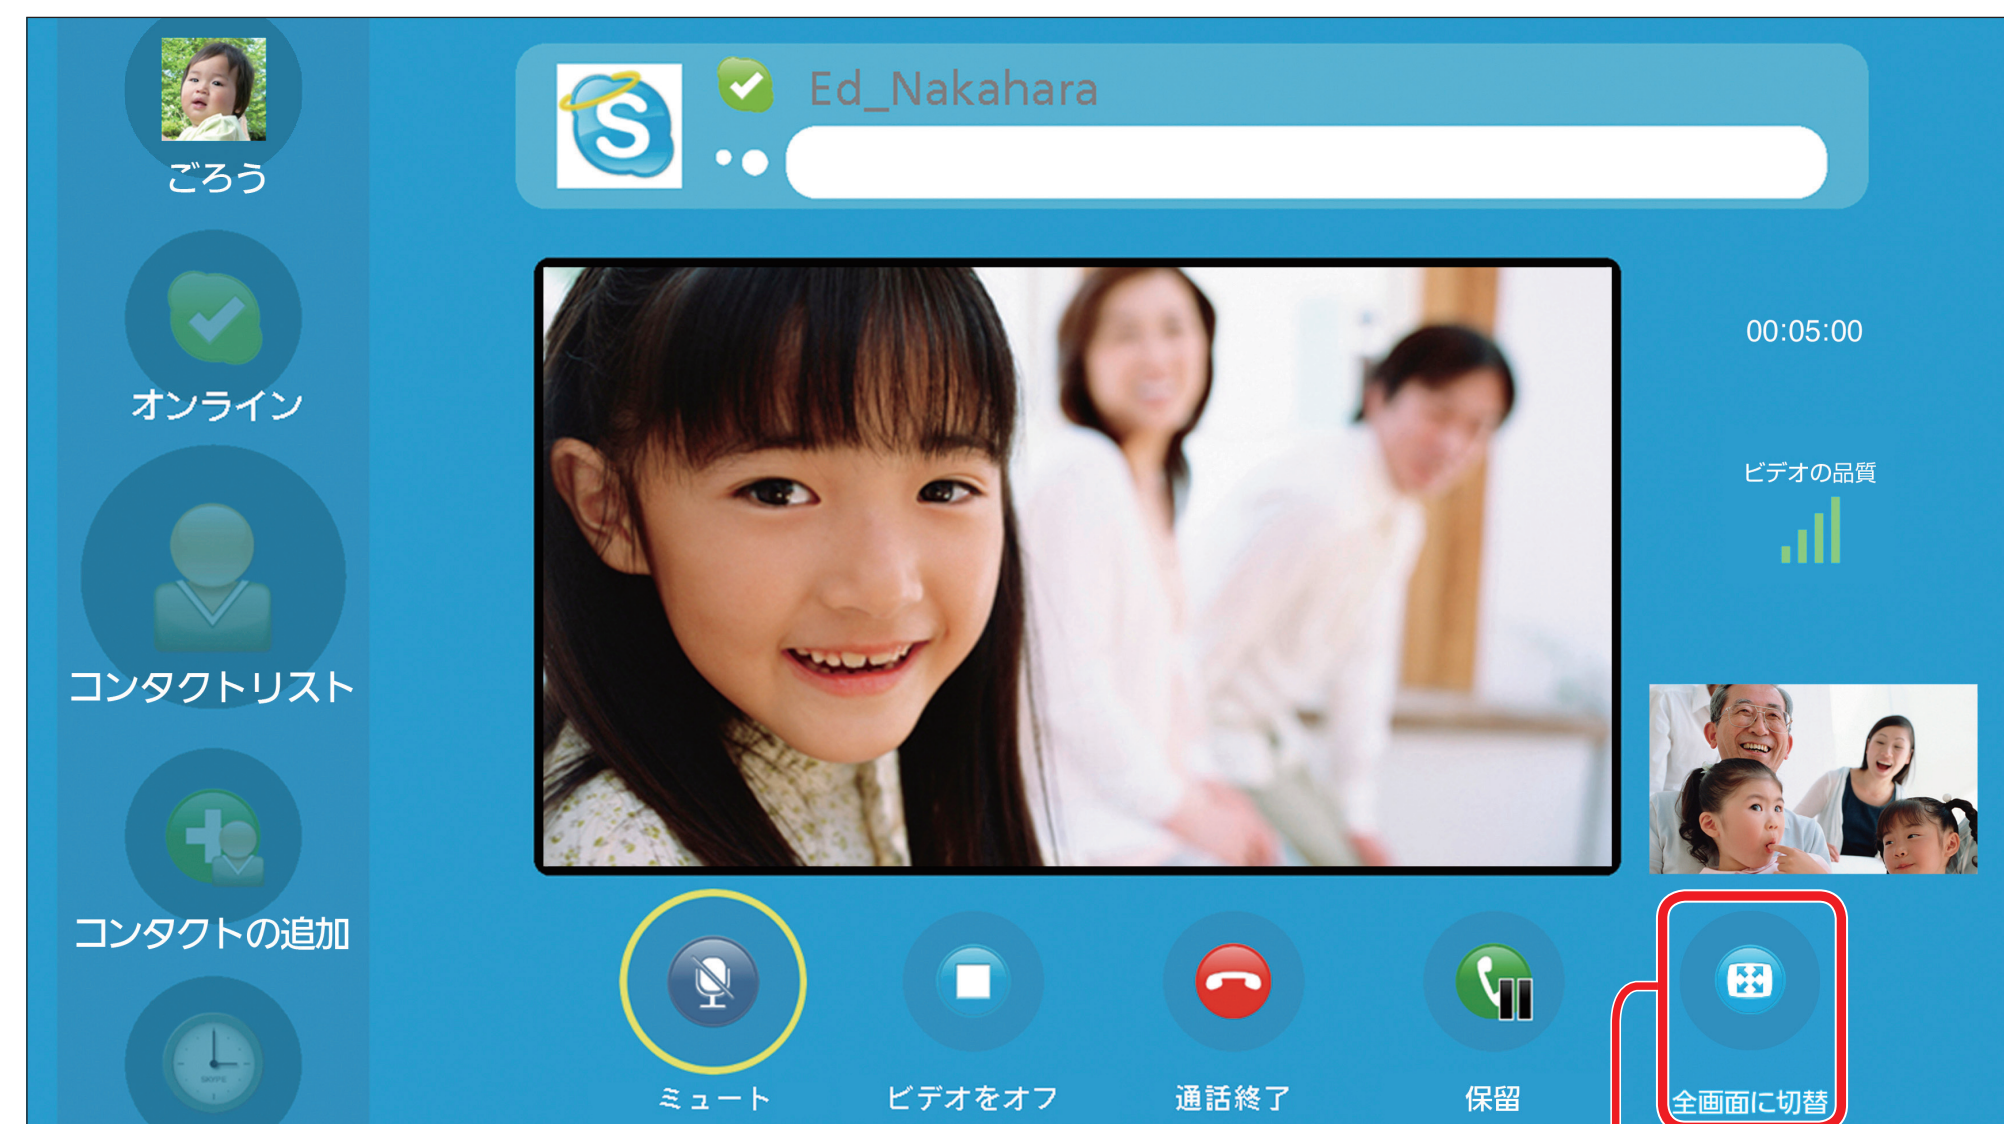 ごろう
オンライン
コンタクトリスト
コンタクトの追加
SKYPE
S
Ed_Nakahara
00:05:00
ビデオの品質
ミュート
ビデオをオフ
通話終了
保留
全画面に切替